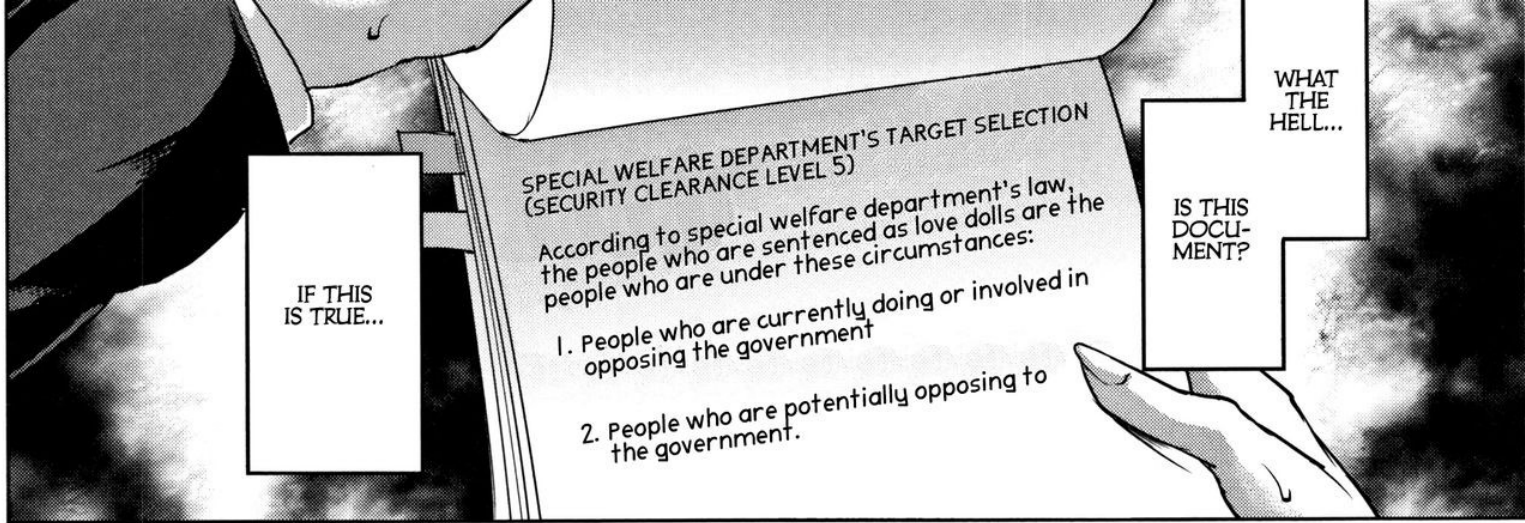 WHAT
THE
HELL...
IS THIS
DOCU-
MENT?
SPECIAL WELFARE DEPARTMENT'S TARGET SELECTION
(SECURITY CLEARANCE LEVEL 5)
According to special welfare department's law,
the people who are sentenced as love dolls are the
people who are under these circumstances:
1. People who are currently doing or involved in
opposing the government
2. People who are potentially opposing to
the government.
IF THIS
IS TRUE...